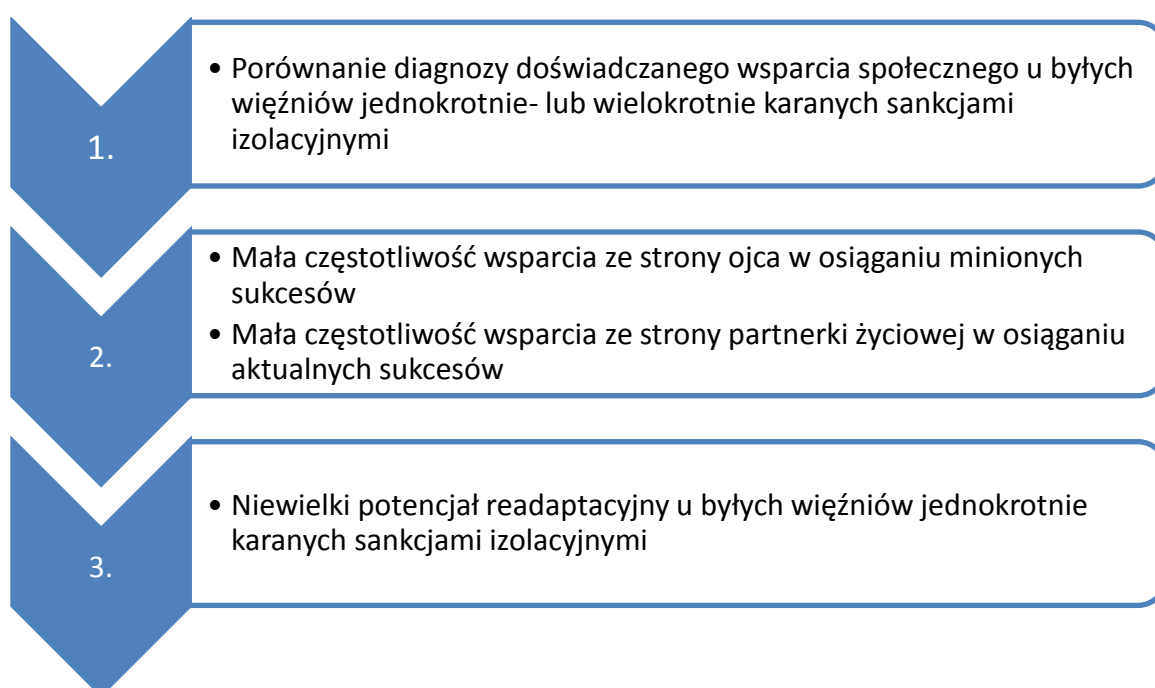 1.
• Porównanie diagnozy doświadczanego wsparcia społecznego u byłych
więźniów jednokrotnie- lub wielokrotnie karanych sankcjami
izolacyjnymi
2.
• Mała częstotliwość wsparcia ze strony ojca w osiąganiu minionych
sukcesów
• Mała częstotliwość wsparcia ze strony partnerki życiowej w osiąganiu
aktualnych sukcesów
3.
• Niewielki potencjał readaptacyjny u byłych więźniów jednokrotnie
karanych sankcjami izolacyjnymi